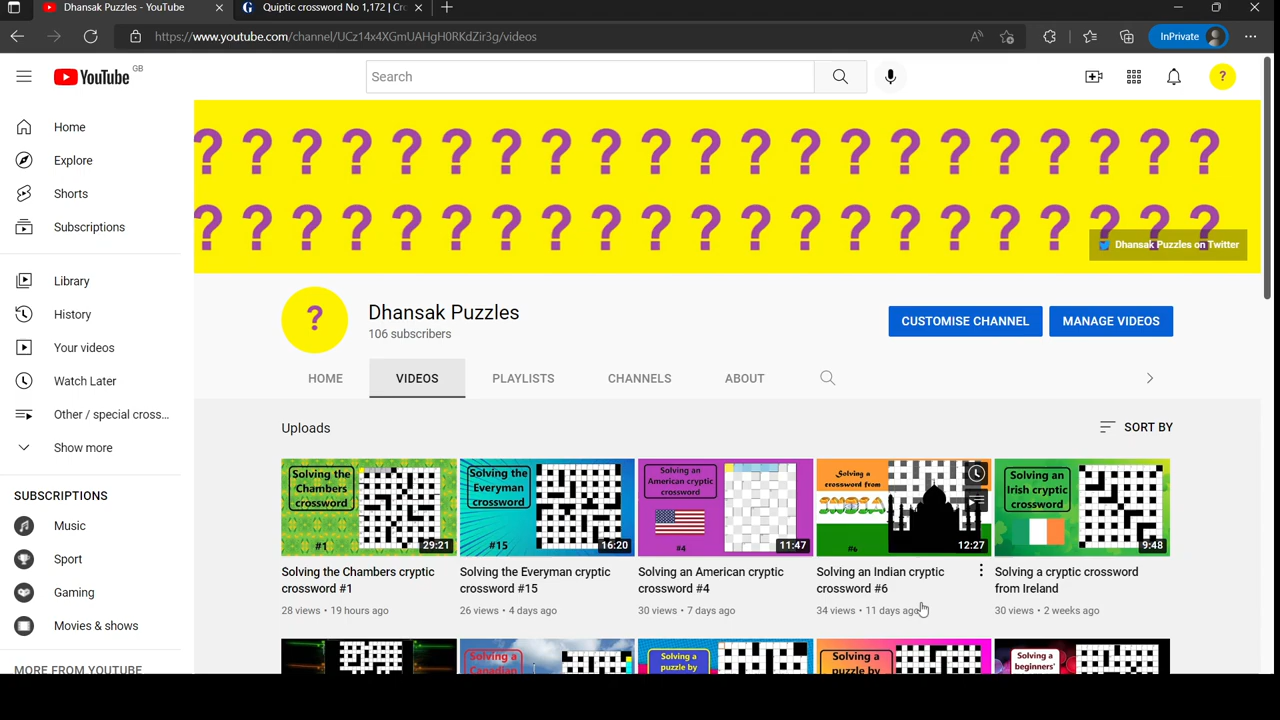 Dhansak Puzzles - YouTube
Quiptic crossword No 1,172 | Cro
https://www.youtube.com/channel/UCz14x4XGmUAHgH0RKdZir3g/videos
InPrivate
YouTube GB
Search
?
Home
Explore
Shorts
Subscriptions
Library
History
Your videos
Watch Later
Other / special cross...
Show more
SUBSCRIPTIONS
Music
Sport
Gaming
Movies & shows
MORE FROM YOUTUBE
? ? ? ? ? ? ? ? ? ? ? ? ? ? ? ? ? ? ? ? ?
? ? ? ? ? ? ? ? ? ? ? ? ? ? ? ? ? ? ? ? ?
Dhansak Puzzles on Twitter
?
Dhansak Puzzles
106 subscribers
CUSTOMISE CHANNEL
MANAGE VIDEOS
HOME
VIDEOS
PLAYLISTS
CHANNELS
ABOUT
Uploads
SORT BY
Solving the
Chambers
crossword
#1
29:21
Solving the Chambers cryptic
crossword #1
28 views • 19 hours ago
Solving the
Everyman
crossword
#15
16:20
Solving the Everyman cryptic
crossword #15
26 views • 4 days ago
Solving an
American cryptic
crossword
#4
11:47
Solving an American cryptic
crossword #4
30 views • 7 days ago
Solving a
crossword from
INDIA
#6
12:27
Solving an Indian cryptic
crossword #6
34 views • 11 days ago
Solving an
Irish cryptic
crossword
9:48
Solving a cryptic crossword
from Ireland
30 views • 2 weeks ago
Solving a
Canadian
Solving a
puzzle by
Solving a
puzzle by
Solving a
beginners'